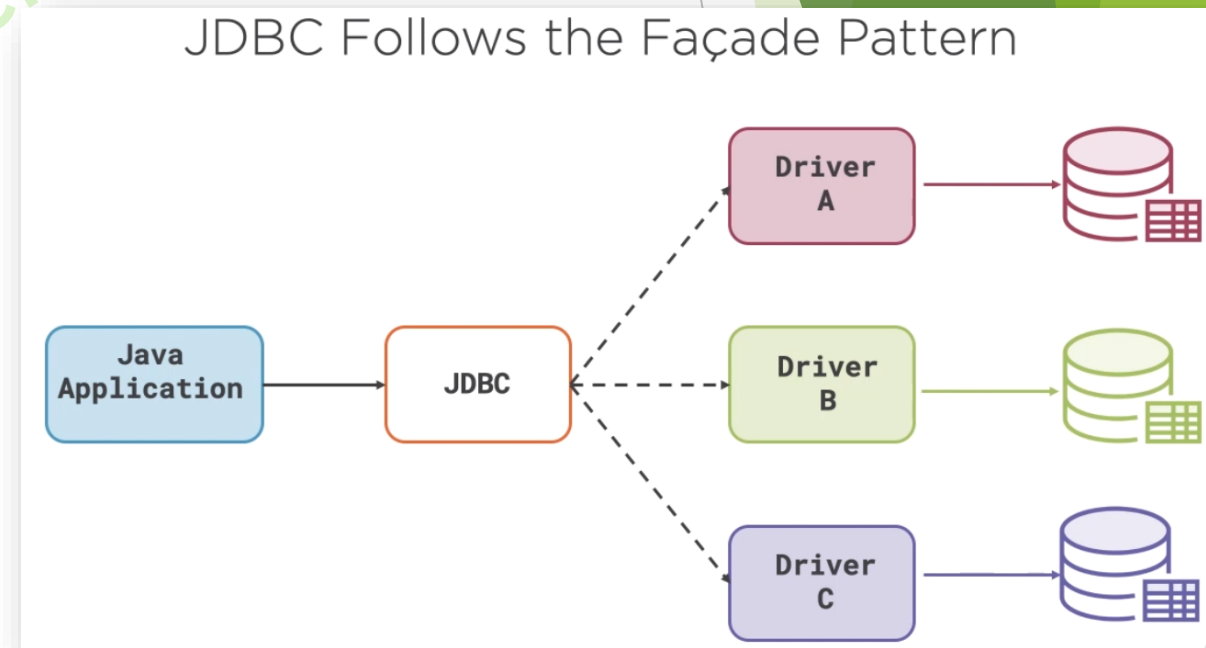 JDBC Follows the Façade Pattern
Driver
A
Java
Application
JDBC
Driver
B
Driver
C